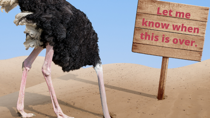 Let me
know when
this is over.